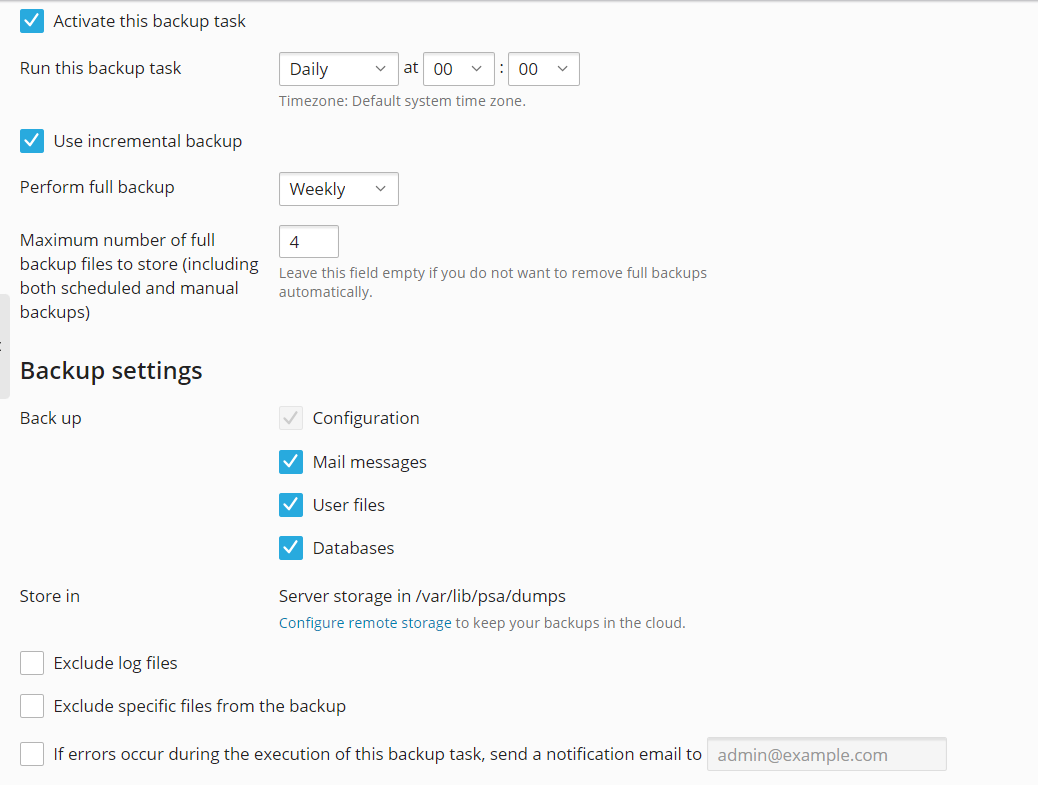 Activate this backup task
Run this backup task
Daily at 00 : 00
Timezone: Default system time zone.
Use incremental backup
Perform full backup
Weekly
Maximum number of full
backup files to store (including
both scheduled and manual
backups)
4
Leave this field empty if you do not want to remove full backups
automatically.
Backup settings
Back up
Configuration
Mail messages
User files
Databases
Store in
Server storage in /var/lib/psa/dumps
Configure remote storage to keep your backups in the cloud.
Exclude log files
Exclude specific files from the backup
If errors occur during the execution of this backup task, send a notification email to admin@example.com